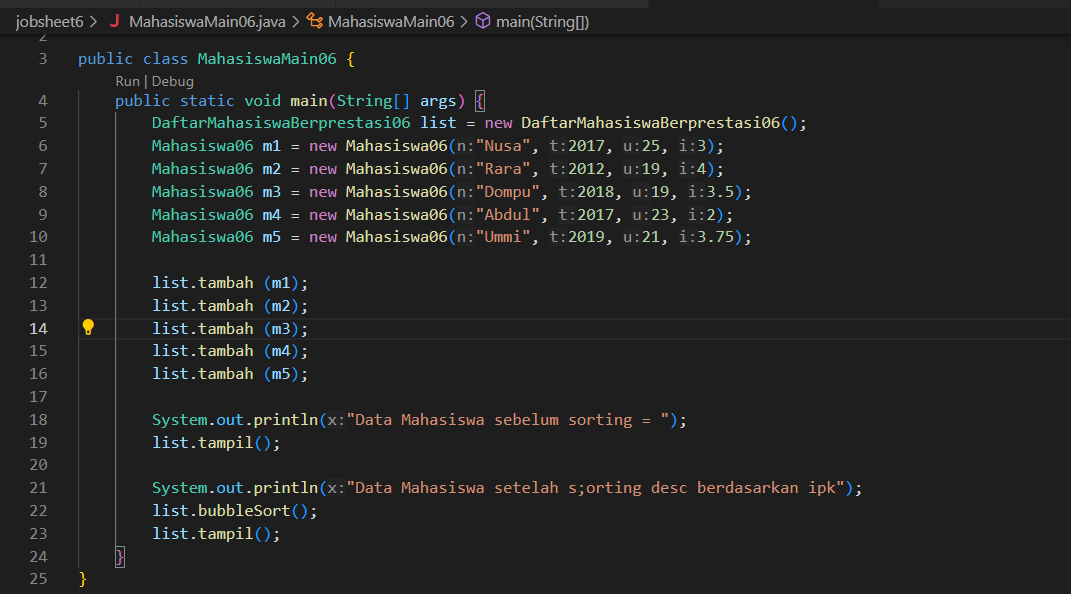 jobsheet6 > J MahasiswaMain06.java > MahasiswaMain06 > main(String[])
2
3 public class MahasiswaMain06 {
Run | Debug
4 public static void main(String[] args) {
5 DaftarMahasiswaBerprestasi06 list = new DaftarMahasiswaBerprestasi06();
6 Mahasiswa06 m1 = new Mahasiswa06(n:"Nusa", t:2017, u:25, i:3);
7 Mahasiswa06 m2 = new Mahasiswa06(n:"Rara", t:2012, u:19, i:4);
8 Mahasiswa06 m3 = new Mahasiswa06(n:"Dompu", t:2018, u:19, i:3.5);
9 Mahasiswa06 m4 = new Mahasiswa06(n:"Abdul", t:2017, u:23, i:2);
10 Mahasiswa06 m5 = new Mahasiswa06(n:"Ummi", t:2019, u:21, i:3.75);
11
12 list.tambah (m1);
13 list.tambah (m2);
14 list.tambah (m3);
15 list.tambah (m4);
16 list.tambah (m5);
17
18 System.out.println(x:"Data Mahasiswa sebelum sorting = ");
19 list.tampil();
20
21 System.out.println(x:"Data Mahasiswa setelah s;orting desc berdasarkan ipk");
22 list.bubbleSort();
23 list.tampil();
24 }
25 }